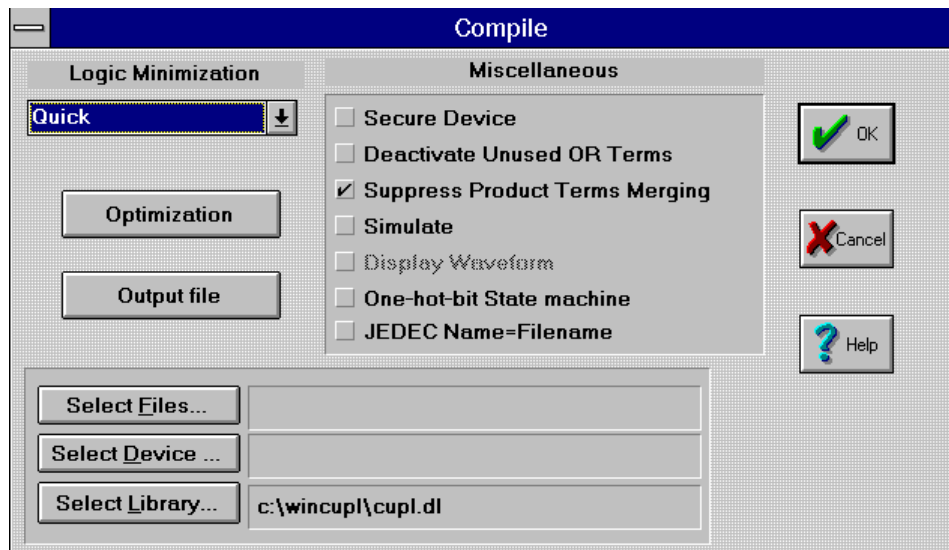 Compile
Logic Minimization
Quick
Optimization
Output file
Miscellaneous
Secure Device
Deactivate Unused OR Terms
Suppress Product Terms Merging
Simulate
Display Waveform
One-hot-bit State machine
JEDEC Name=Filename
OK
Cancel
Help
Select Files...
Select Device ...
Select Library...
c:\wincupl\cupl.dl